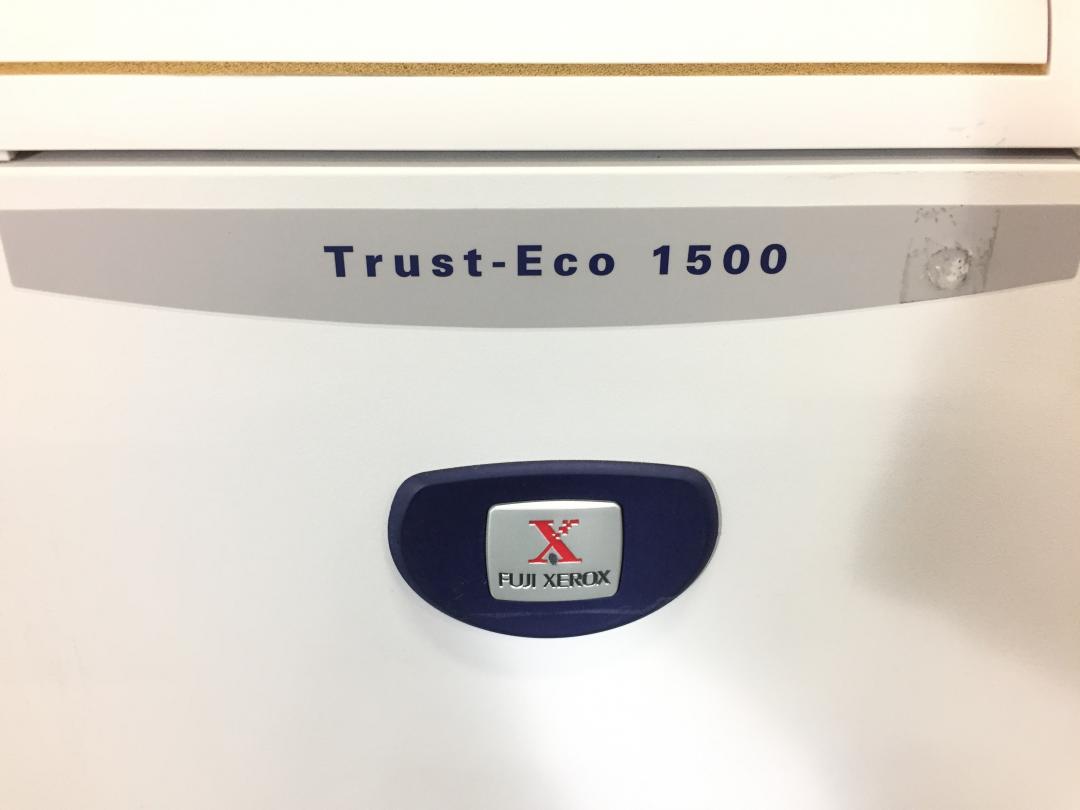 Trust-Eco 1500
X
FUJI XEROX